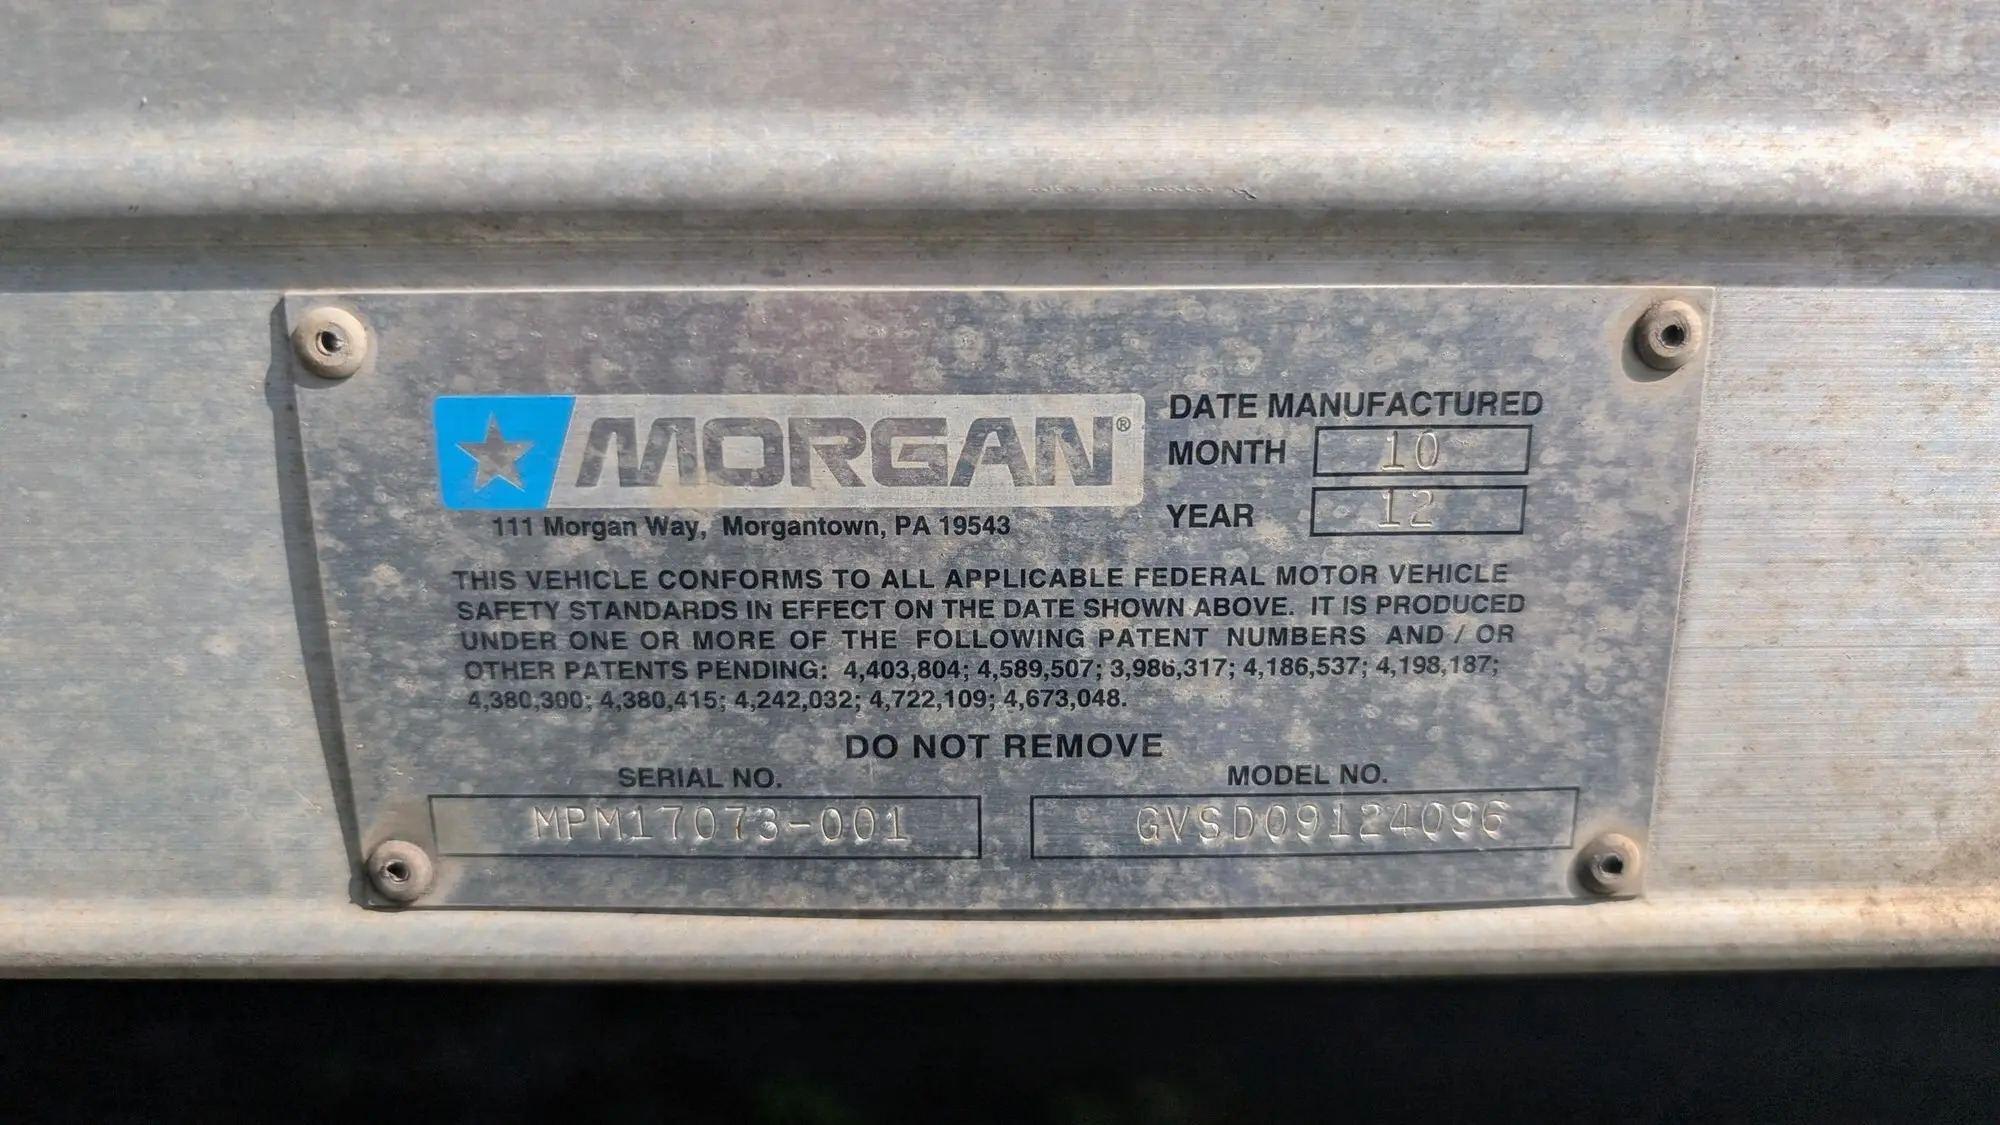 MORGAN®
111 Morgan Way, Morgantown, PA 19543
DATE MANUFACTURED
MONTH 10
YEAR 12
THIS VEHICLE CONFORMS TO ALL APPLICABLE FEDERAL MOTOR VEHICLE
SAFETY STANDARDS IN EFFECT ON THE DATE SHOWN ABOVE. IT IS PRODUCED
UNDER ONE OR MORE OF THE FOLLOWING PATENT NUMBERS AND / OR
OTHER PATENTS PENDING: 4,403,804; 4,589,507; 3,986,317; 4,186,537; 4,198,187;
4,380,300; 4,380,415; 4,242,032; 4,722,109; 4,673,048.
DO NOT REMOVE
SERIAL NO.
MPM17073-001
MODEL NO.
GVSD09124096